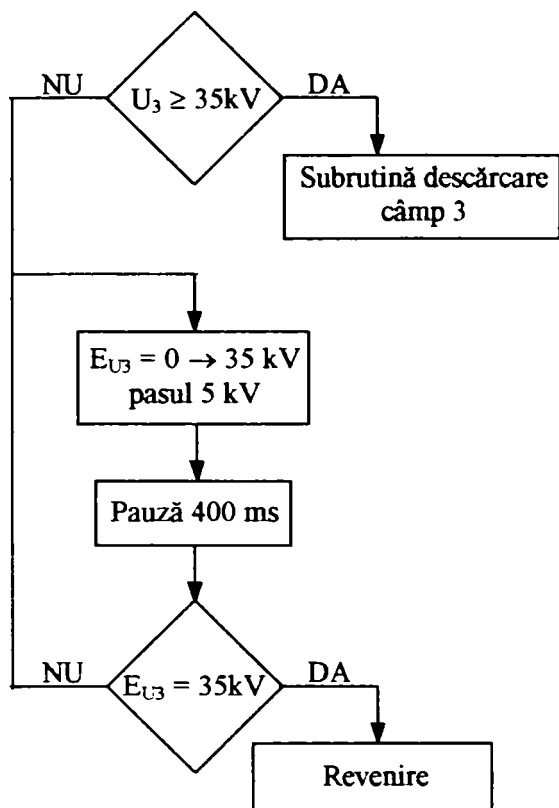 NU
U₃ ≥ 35kV
DA
Subrutină descărcare
câmp 3
E_U3 = 0 → 35 kV
pasul 5 kV
Pauză 400 ms
NU
E_U3 = 35kV
DA
Revenire